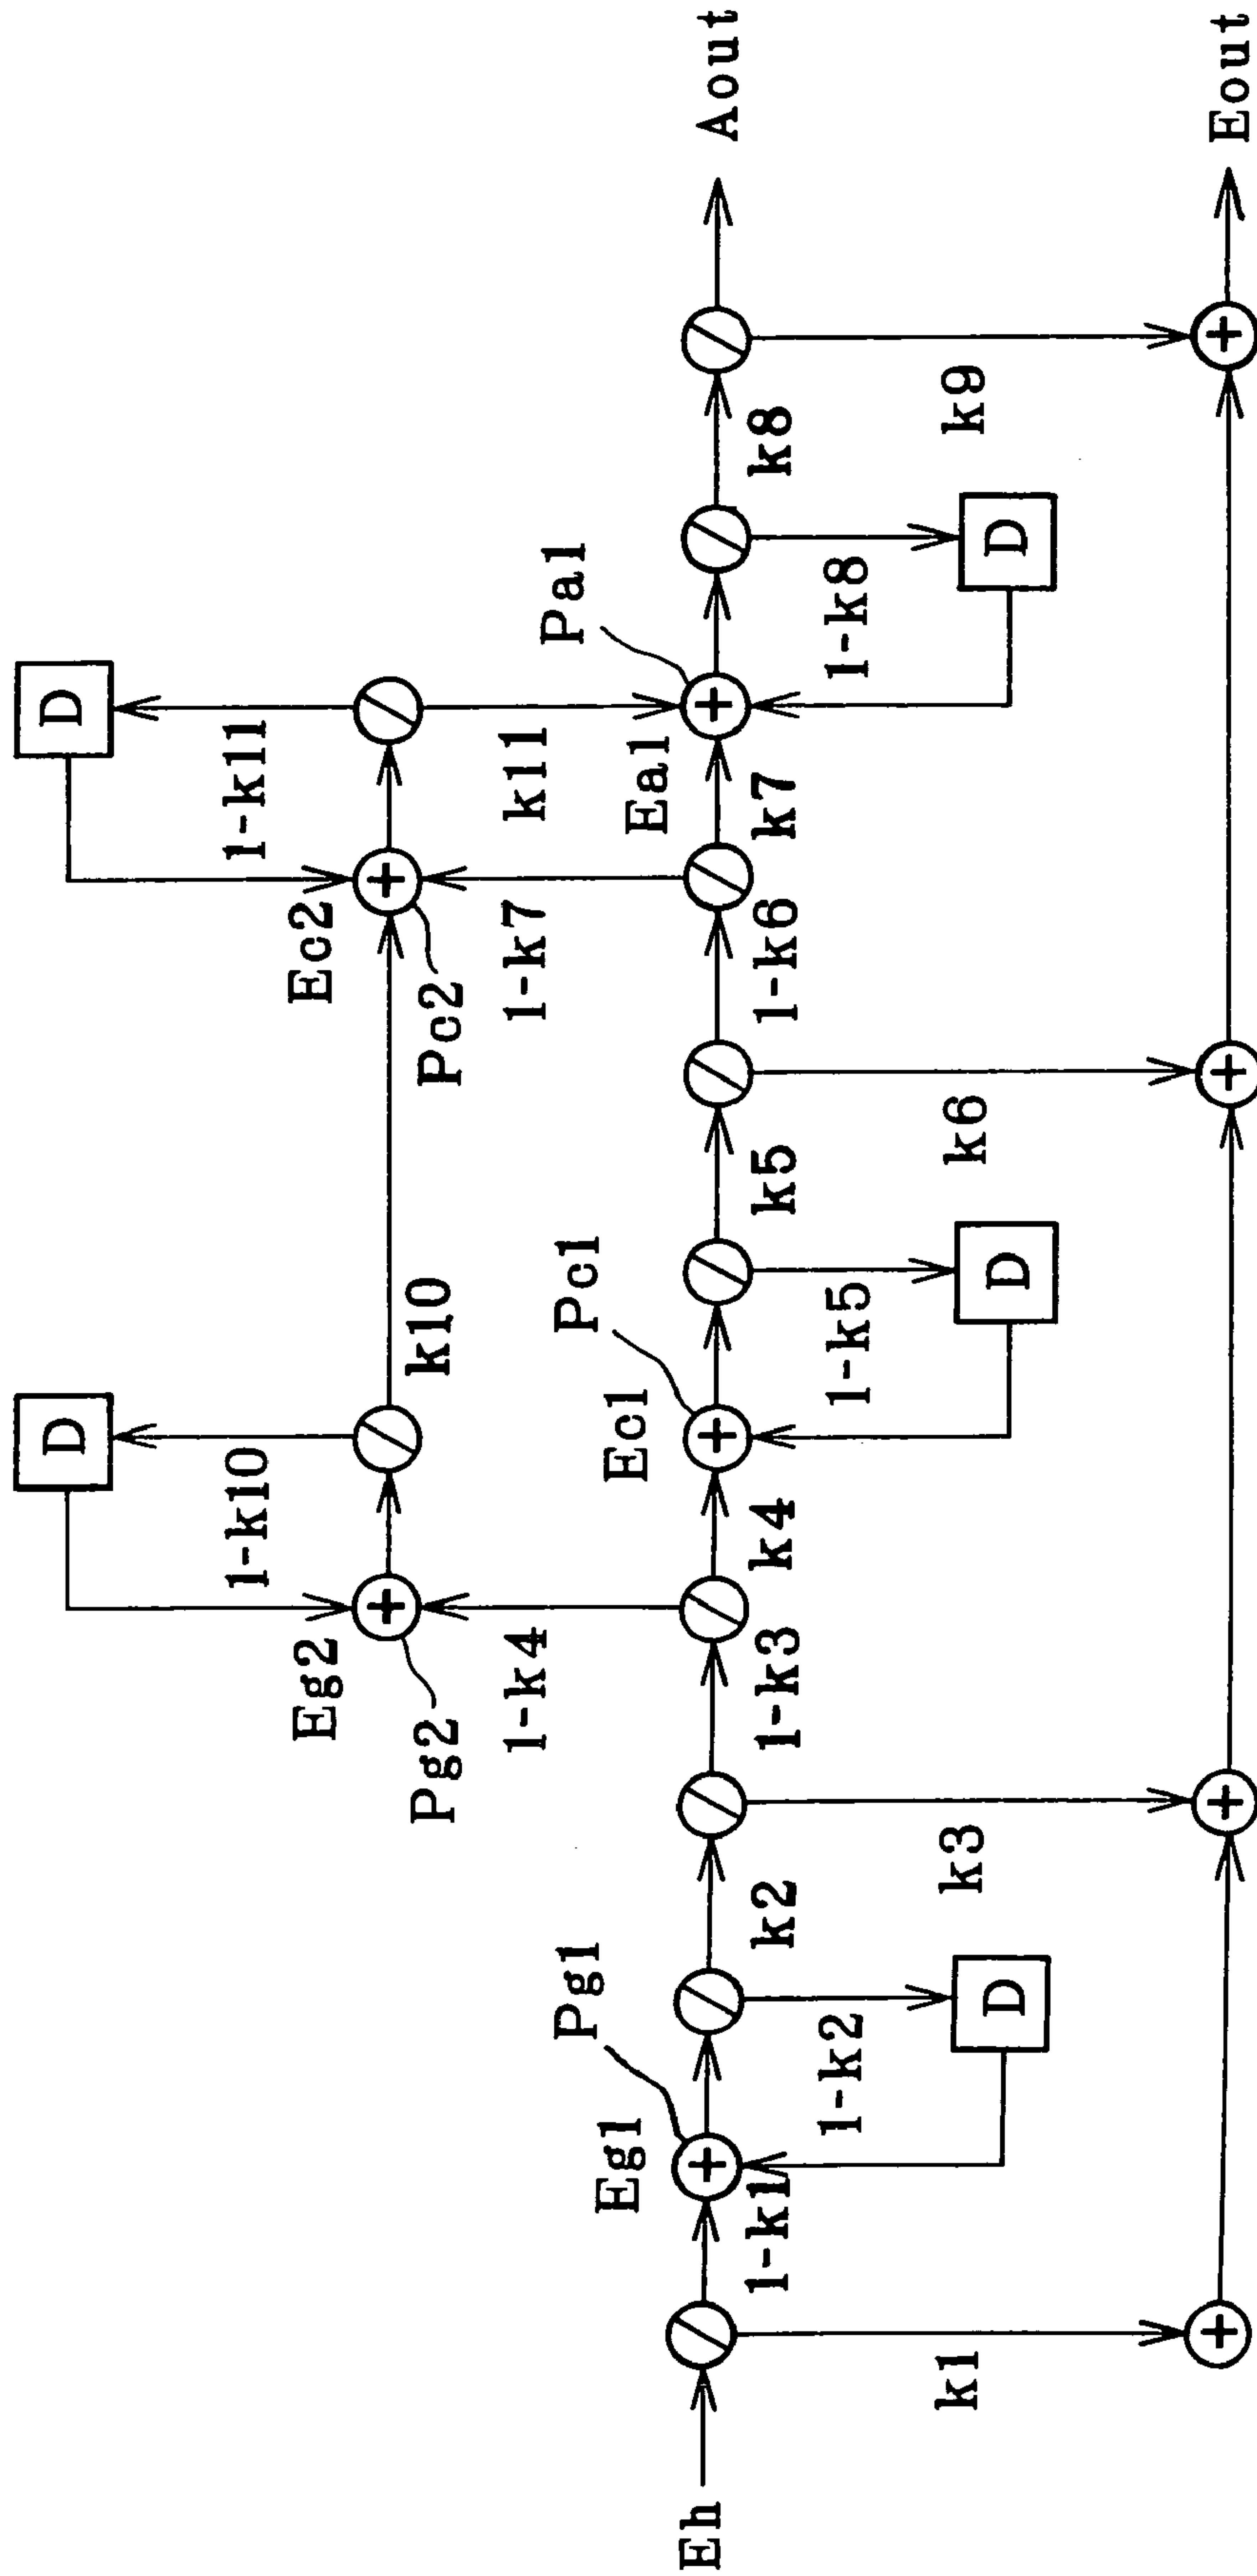 D
D
1-k10
1-k11
Eg2
Ec2
k10
Pg2
Pc2
1-k4
1-k7
k11
Pg1
Pc1
Pa1
Eg1
Ec1
Ea1
Eh
Aout
1-k1
k2
1-k3
k4
k5
1-k6
k7
k8
1-k2
1-k5
1-k8
D
D
D
k1
k3
k6
k9
Eout